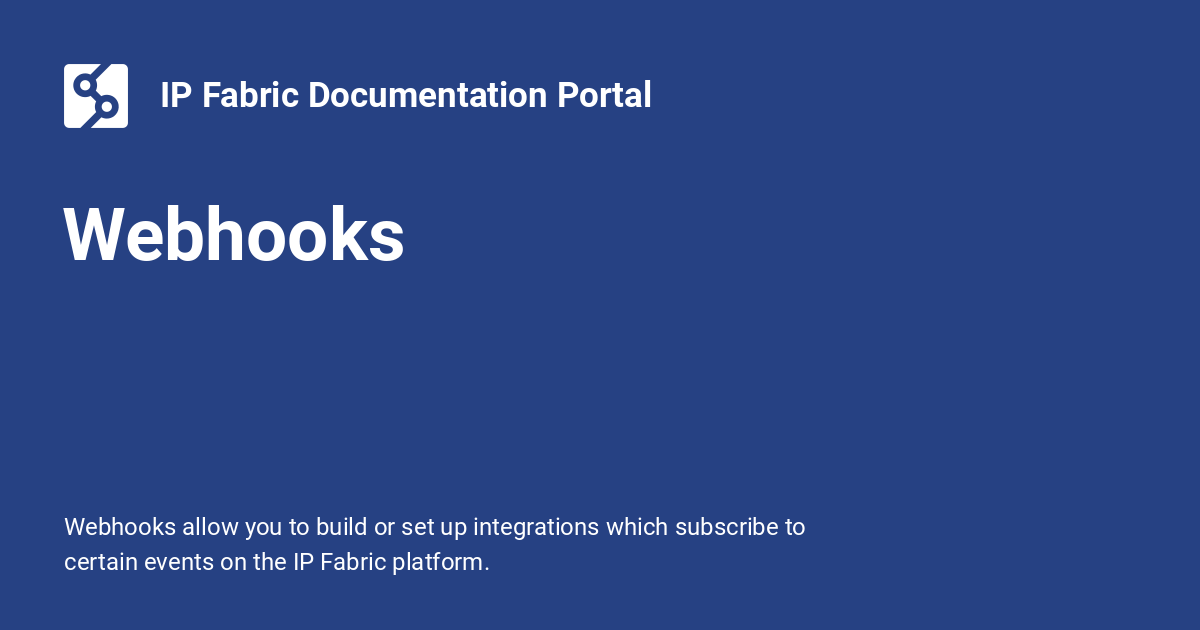 IP Fabric Documentation Portal
Webhooks
Webhooks allow you to build or set up integrations which subscribe to
certain events on the IP Fabric platform.